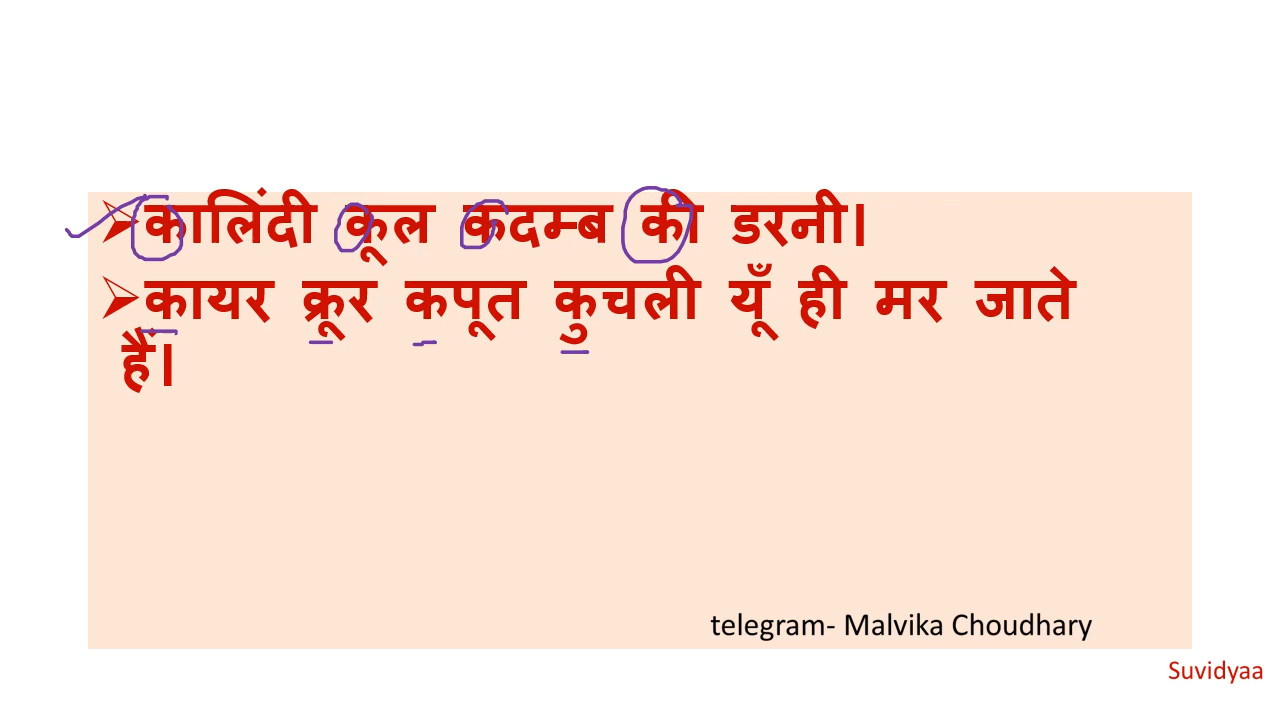 ➢कालिंदी कूल कदम्ब की डरनी।
➢कायर क्रूर कपूत कुचली यूँ ही मर जाते
हैं।
telegram- Malvika Choudhary
Suvidyaa